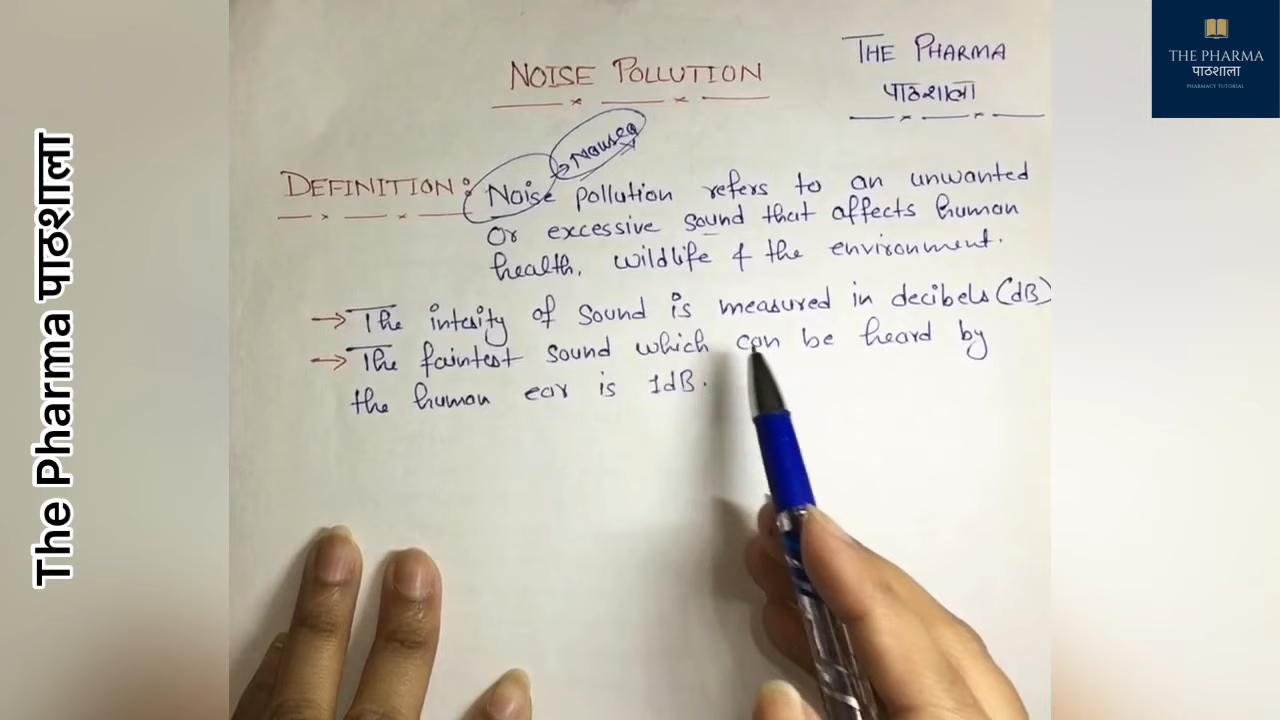 The Pharma पाठशाला
THE PHARMA
पाठशाला
PHARMACY TUTORIAL
NOISE POLLUTION
THE PHARMA
पाठशाला
Nausea
DEFINITION: Noise pollution refers to an unwanted
or excessive sound that affects human
health, wildlife & the environment.
→ The intesity of sound is measured in decibels (dB)
→ The faintest sound which can be heard by
the human ear is 1dB.